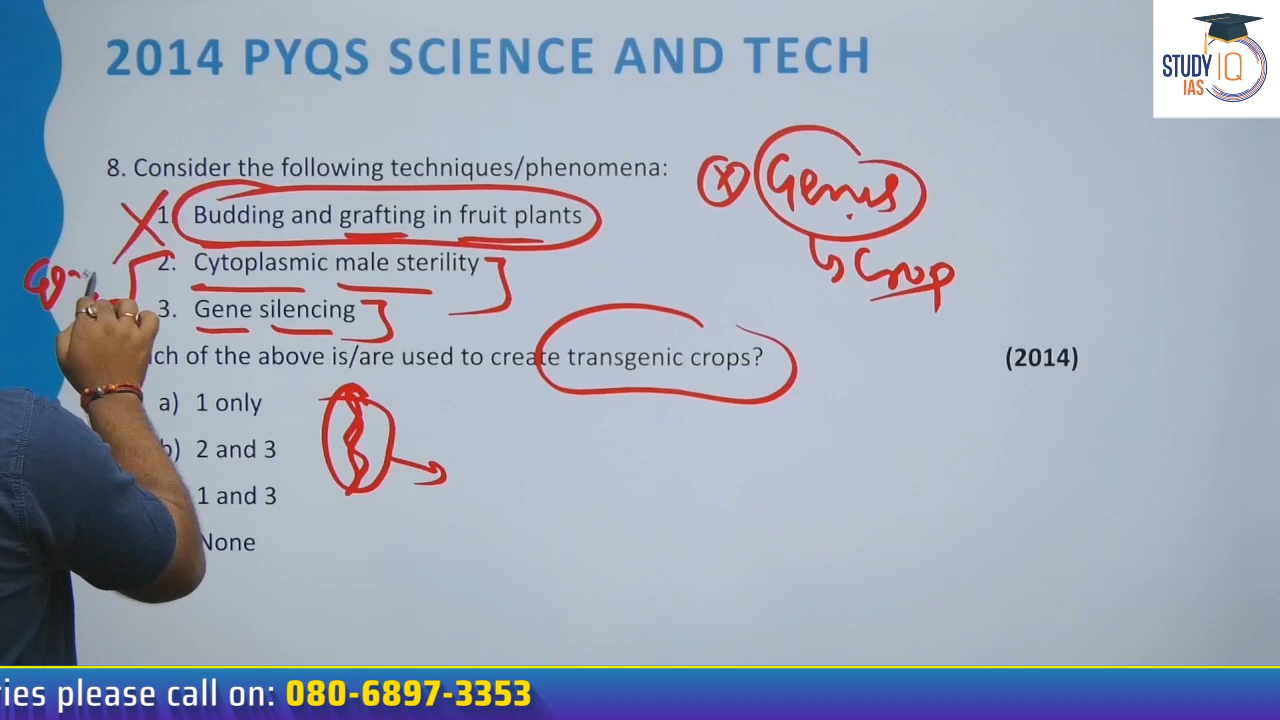 2014 PYQS SCIENCE AND TECH
STUDY IQ
IAS
8. Consider the following techniques/phenomena:
1. Budding and grafting in fruit plants
2. Cytoplasmic male sterility
3. Gene silencing
ch of the above is/are used to create transgenic crops? (2014)
a) 1 only
b) 2 and 3
1 and 3
None
Genes
Crop
ries please call on: 080-6897-3353